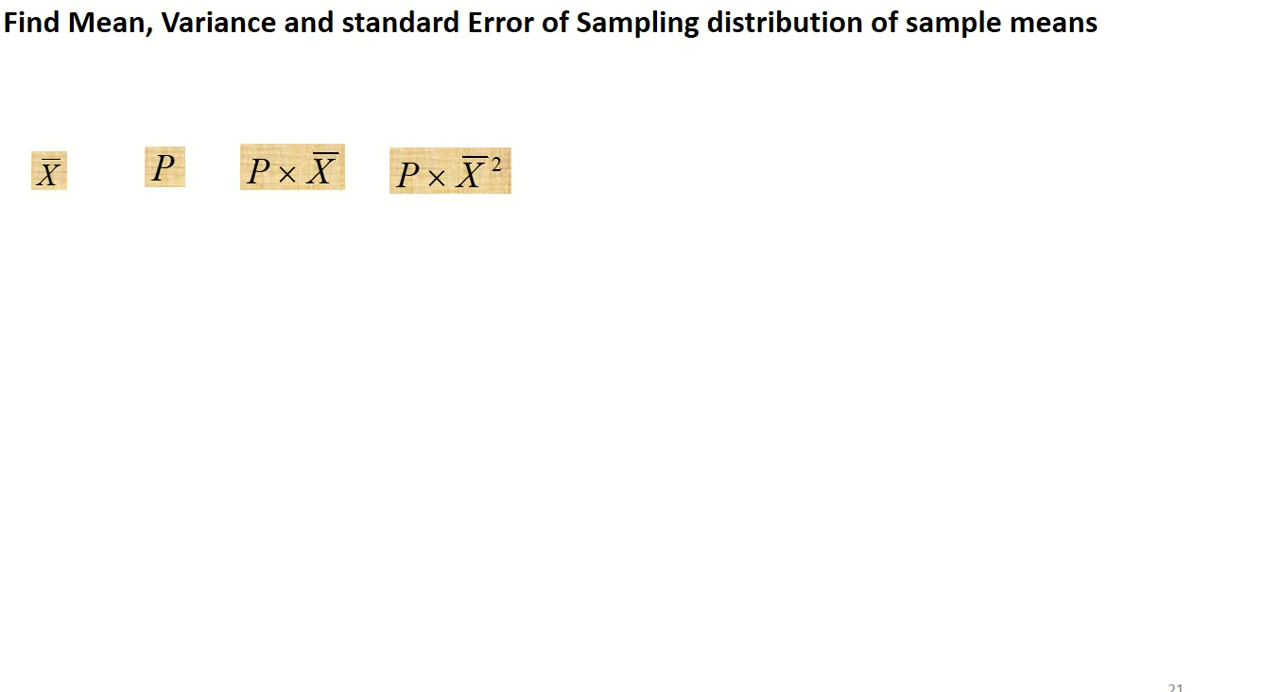 Find Mean, Variance and standard Error of Sampling distribution of sample means
X̅ P P × X̅ P × X̅²
21